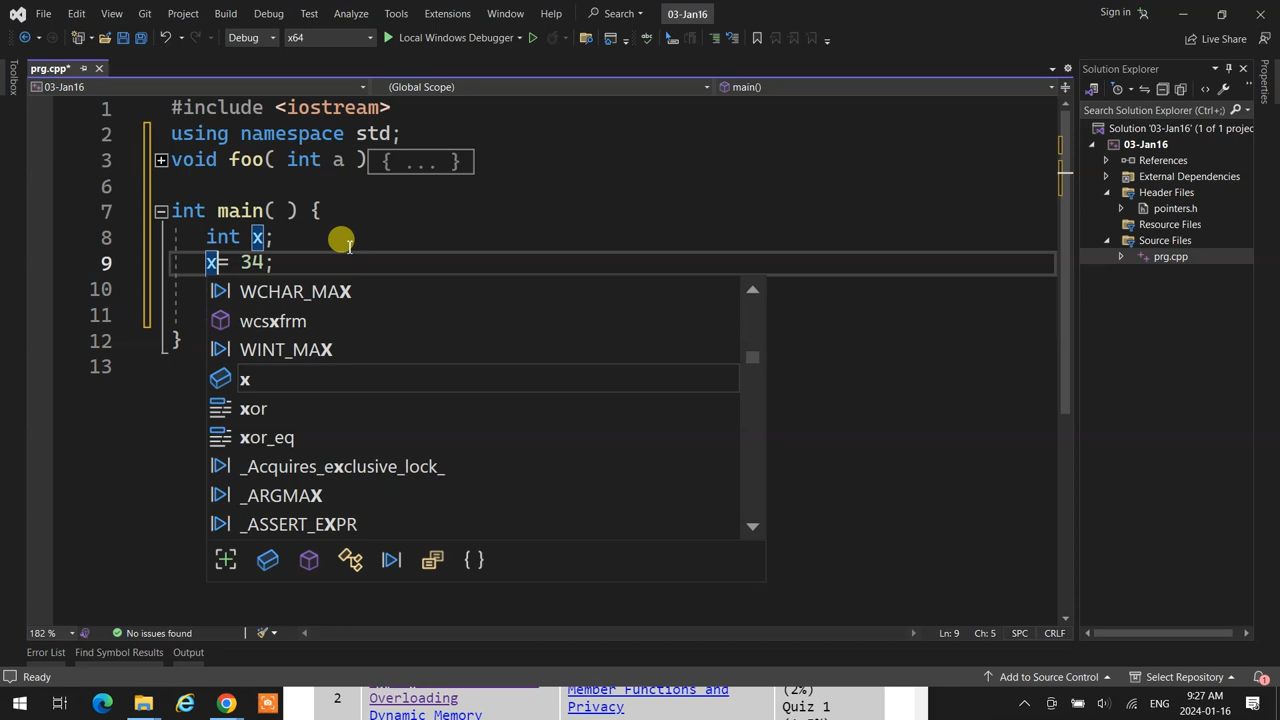 File Edit View Git Project Build Debug Test Analyze Tools Extensions Window Help Search 03-Jan16 Sign in
Debug x64 Local Windows Debugger Live Share
prg.cpp*
03-Jan16 (Global Scope) main()
Toolbox
1 #include <iostream>
2 using namespace std;
3 void foo( int a ){ ... }
6
7 int main( ) {
8 int x;
9 x= 34;
10
11
12 }
13
WCHAR_MAX
wcsxfrm
WINT_MAX
x
xor
xor_eq
_Acquires_exclusive_lock_
_ARGMAX
_ASSERT_EXPR
{ }
182 % No issues found Ln: 9 Ch: 5 SPC CRLF
Solution Explorer
Search Solution Explorer (Ctrl+;)
Solution '03-Jan16' (1 of 1 projec
03-Jan16
References
External Dependencies
Header Files
pointers.h
Resource Files
Source Files
prg.cpp
Properties
Error List Find Symbol Results Output
Ready Add to Source Control Select Repository 1
2 Overloading Member Functions and (2%)
Dynamic Memory Privacy Quiz 1
9:27 AM
2024-01-16